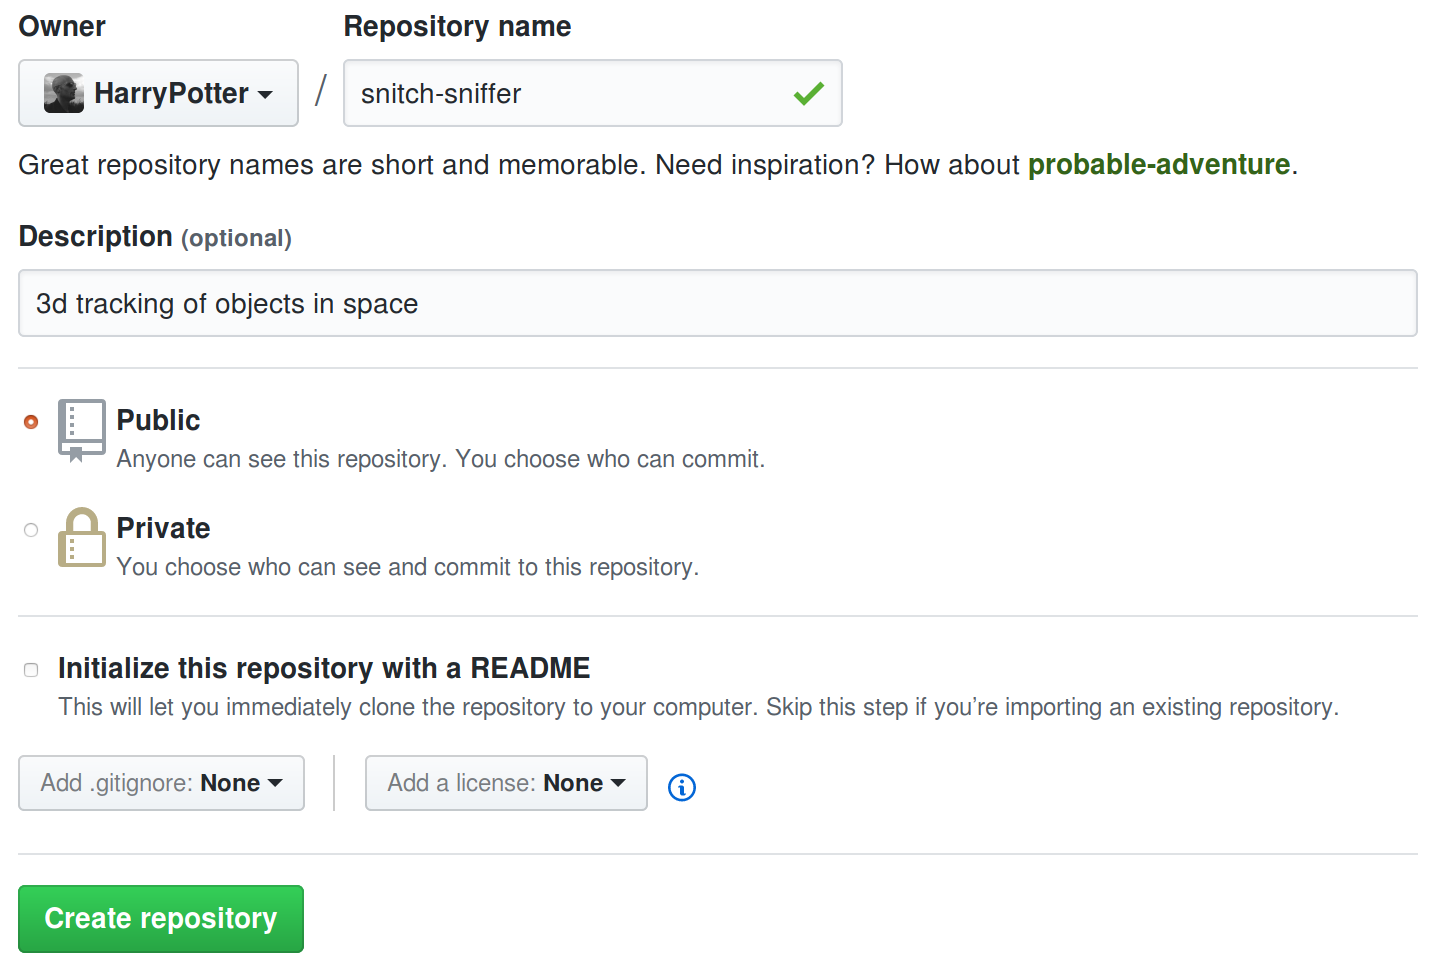 Owner Repository name
HarryPotter / snitch-sniffer
Great repository names are short and memorable. Need inspiration? How about probable-adventure.
Description (optional)
3d tracking of objects in space
Public
Anyone can see this repository. You choose who can commit.
Private
You choose who can see and commit to this repository.
Initialize this repository with a README
This will let you immediately clone the repository to your computer. Skip this step if you’re importing an existing repository.
Add .gitignore: None Add a license: None
Create repository